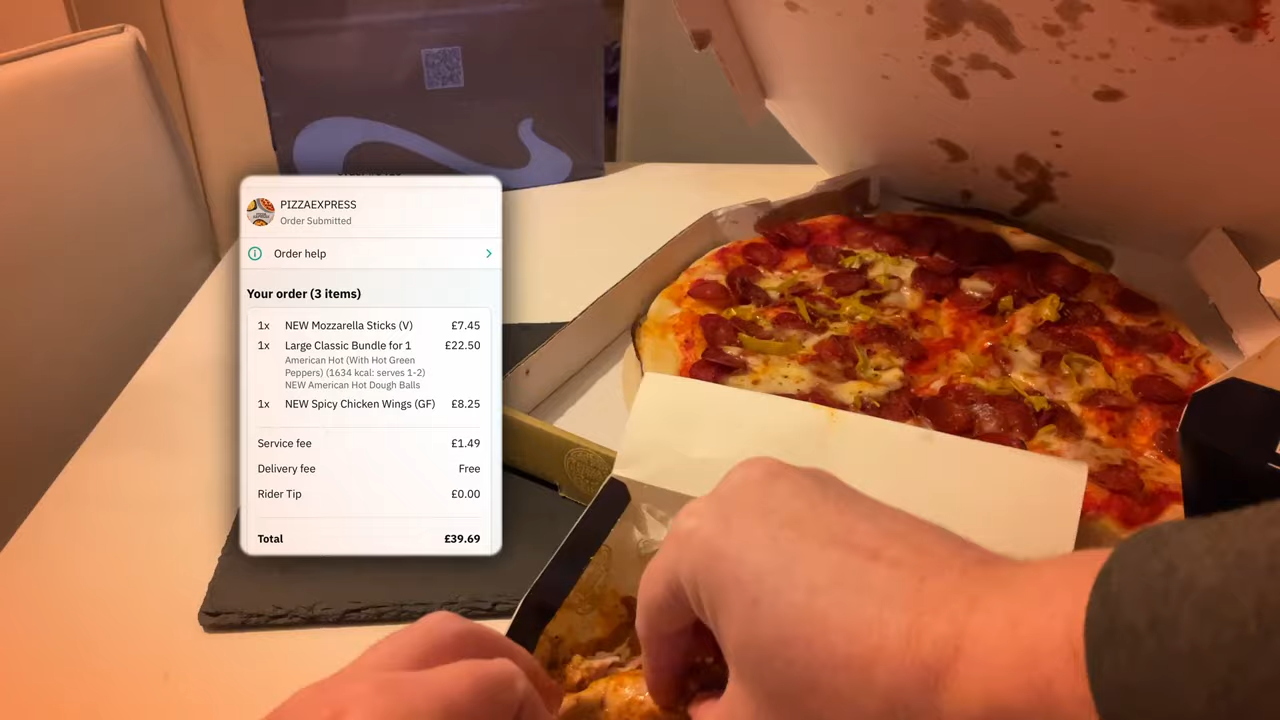 PIZZAEXPRESS
Order Submitted
Order help
Your order (3 items)
1x NEW Mozzarella Sticks (V) £7.45
1x Large Classic Bundle for 1 £22.50
American Hot (With Hot Green
Peppers) (1634 kcal: serves 1-2)
NEW American Hot Dough Balls
1x NEW Spicy Chicken Wings (GF) £8.25
Service fee £1.49
Delivery fee Free
Rider Tip £0.00
Total £39.69